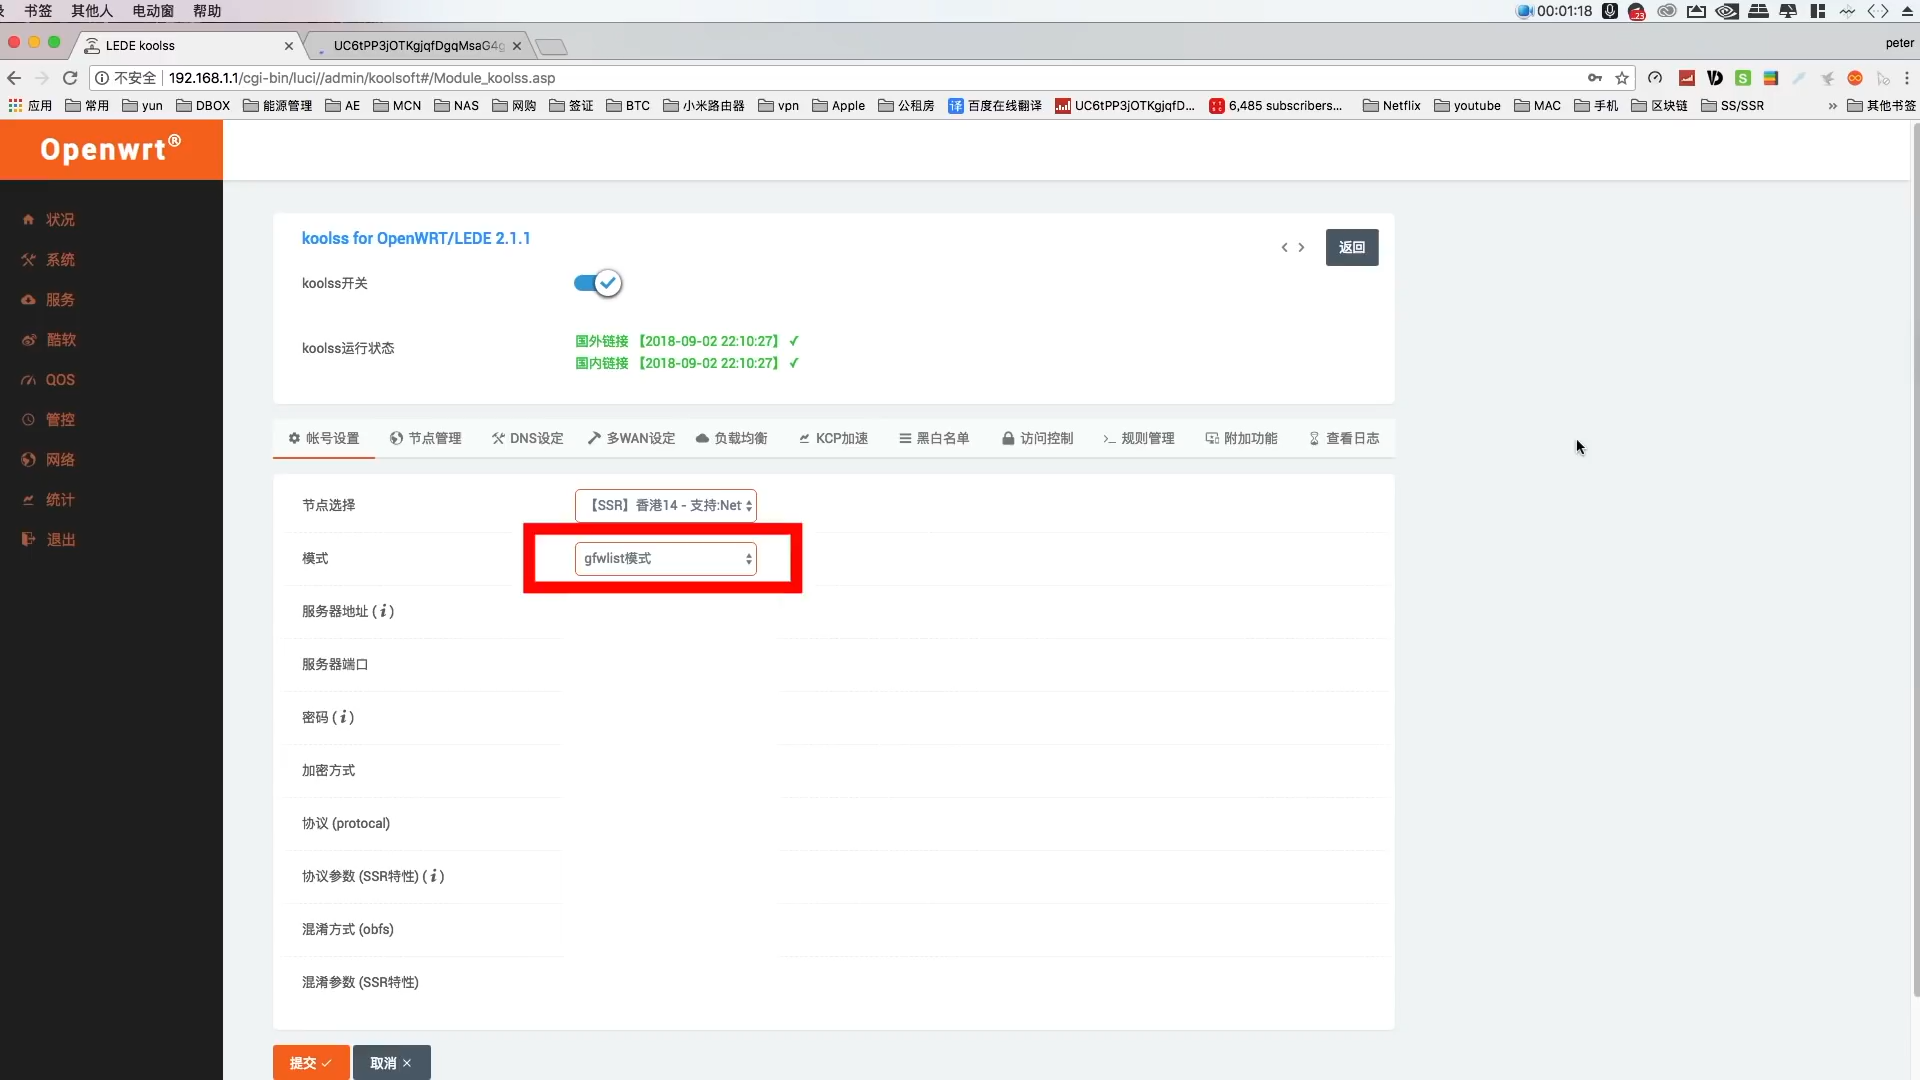 书签 其他人 电动窗 帮助 00:01:18 23
LEDE koolss UC6tPP3jOTKgjqfDgqMsaG4g peter
不安全 192.168.1.1/cgi-bin/luci//admin/koolsoft#/Module_koolss.asp
应用 常用 yun DBOX 能源管理 AE MCN NAS 网购 签证 BTC 小米路由器 vpn Apple 公租房 百度在线翻译 UC6tPP3jOTKgjqfD... 6,485 subscribers... Netflix youtube MAC 手机 区块链 SS/SSR » 其他书签
Openwrt®
状况
系统
服务
酷软
QOS
管控
网络
统计
退出
koolss for OpenWRT/LEDE 2.1.1
返回
koolss开关
koolss运行状态
国外链接 【2018-09-02 22:10:27】 ✓
国内链接 【2018-09-02 22:10:27】 ✓
帐号设置 节点管理 DNS设定 多WAN设定 负载均衡 KCP加速 黑白名单 访问控制 规则管理 附加功能 查看日志
节点选择 【SSR】香港14 - 支持:Net
模式 gfwlist模式
服务器地址 (i)
服务器端口
密码 (i)
加密方式
协议 (protocal)
协议参数 (SSR特性) (i)
混淆方式 (obfs)
混淆参数 (SSR特性)
提交 ✓ 取消 ×